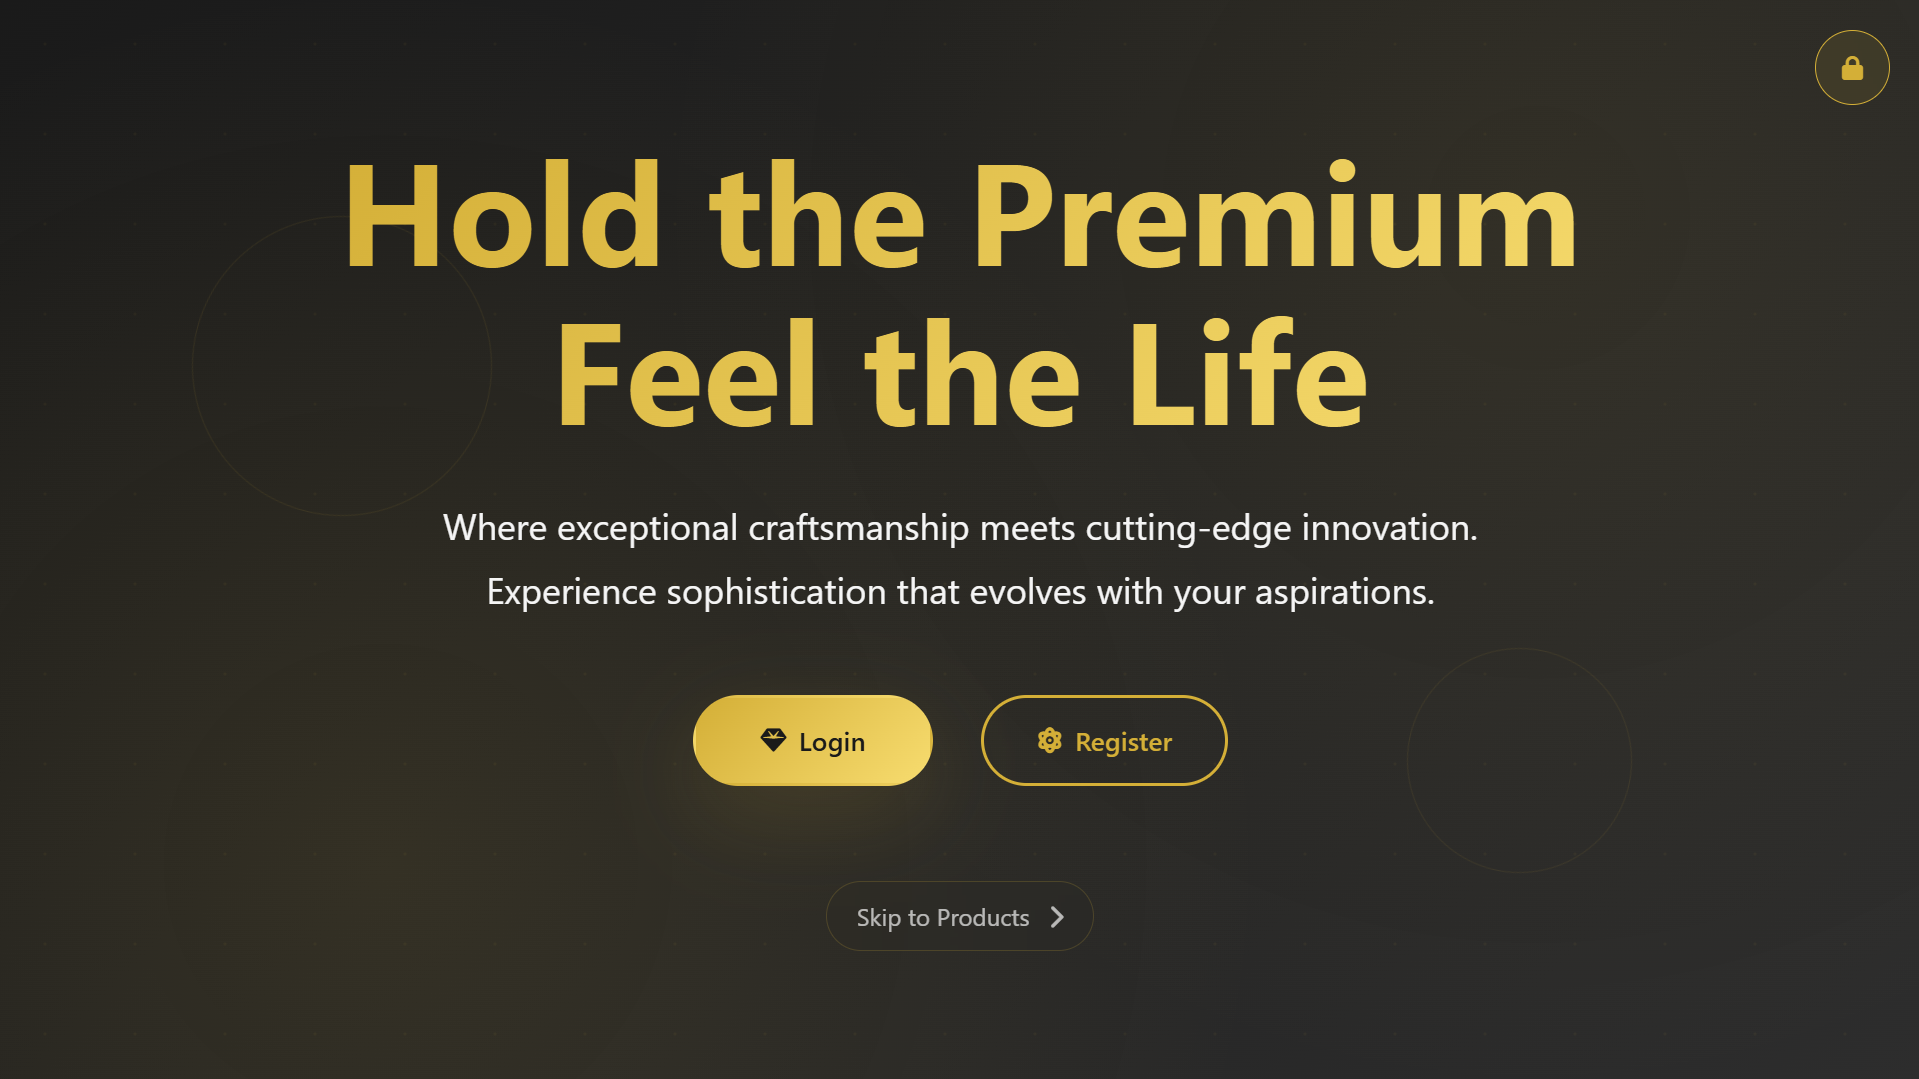 Hold the Premium
Feel the Life
Where exceptional craftsmanship meets cutting-edge innovation.
Experience sophistication that evolves with your aspirations.
Login
Register
Skip to Products